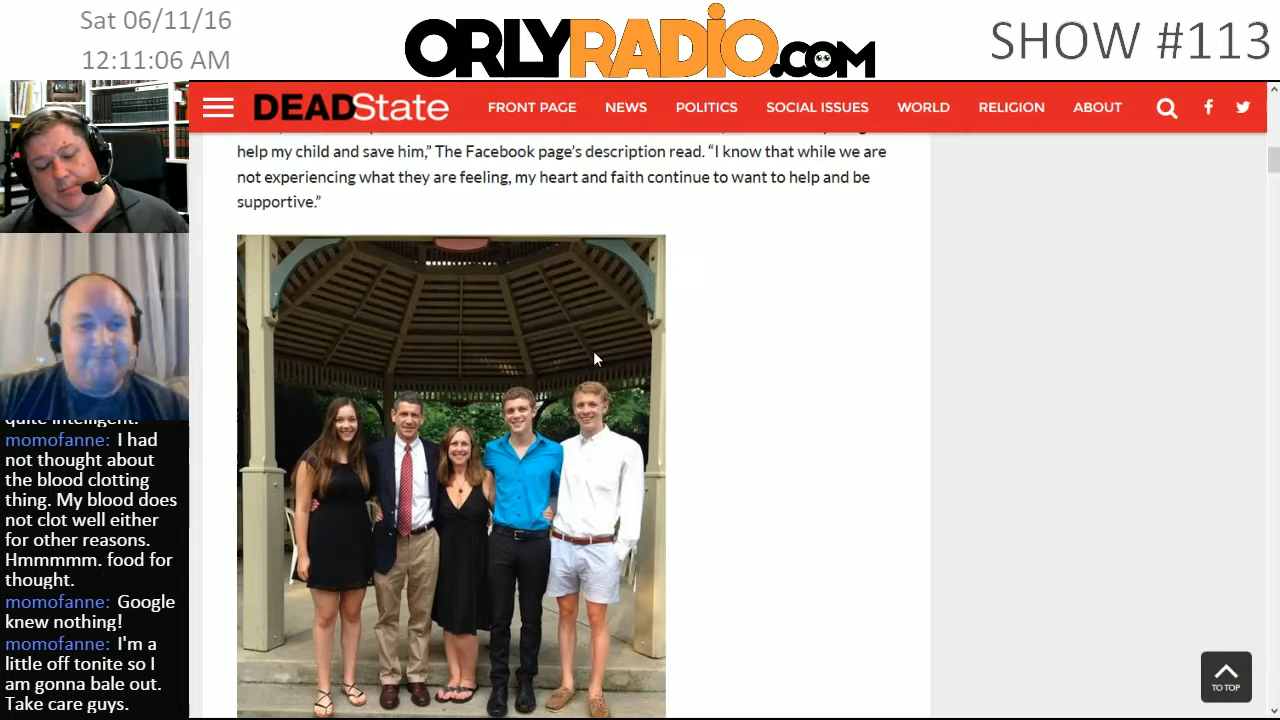 Sat 06/11/16
12:11:06 AM
ORLYRADiO.COM
SHOW #113
DEADState
FRONT PAGE NEWS POLITICS SOCIAL ISSUES WORLD RELIGION ABOUT
help my child and save him,” The Facebook page’s description read. “I know that while we are
not experiencing what they are feeling, my heart and faith continue to want to help and be
supportive.”
quite intelligent.
momofanne: I had
not thought about
the blood clotting
thing. My blood does
not clot well either
for other reasons.
Hmmmmm. food for
thought.
momofanne: Google
knew nothing!
momofanne: I'm a
little off tonite so I
am gonna bale out.
Take care guys.
TO TOP